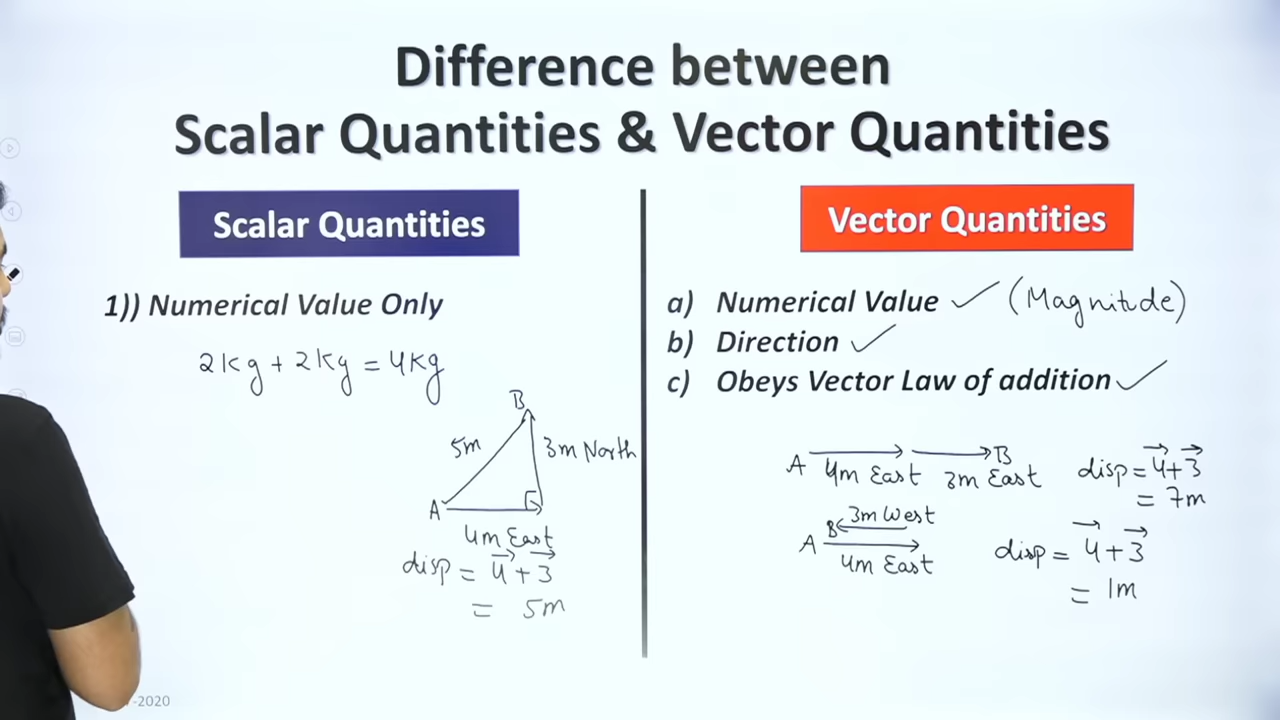 Difference between
Scalar Quantities & Vector Quantities
Scalar Quantities
1)) Numerical Value Only
2kg + 2kg = 4kg
B
5m
3m North
A
4m East
disp = 4⃗ + 3⃗
= 5m
Vector Quantities
a) Numerical Value ✓ (Magnitude)
b) Direction ✓
c) Obeys Vector Law of addition ✓
A 4m East 3m East B
disp = 4⃗ + 3⃗
= 7m
B 3m West
A 4m East
disp = 4⃗ + 3⃗
= 1m
-2020